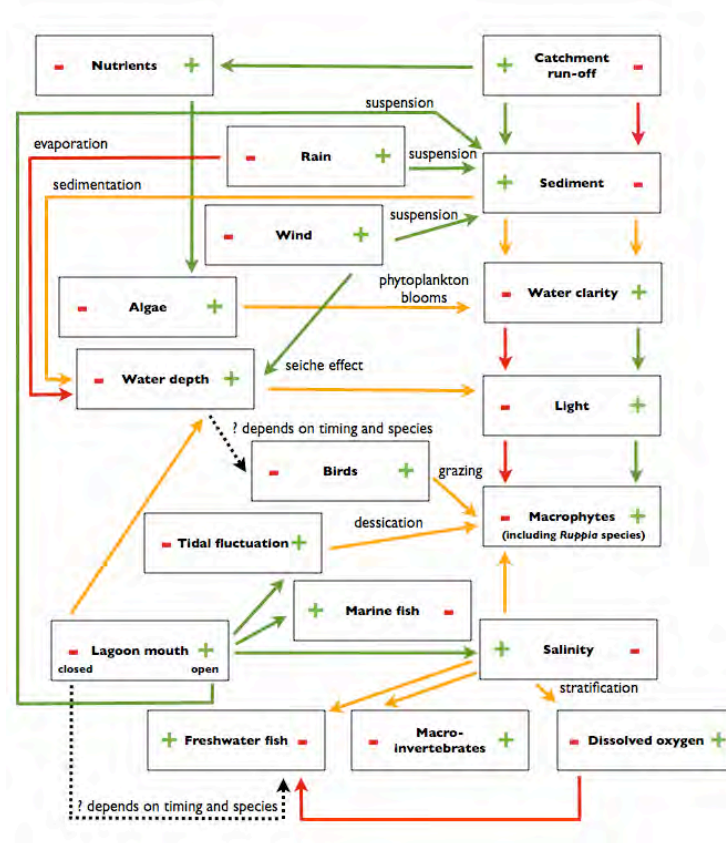 - Nutrients +
+ Catchment -
run-off
suspension
evaporation
- Rain +
suspension
+ Sediment -
sedimentation
suspension
- Wind +
phytoplankton
blooms
- Water clarity +
- Algae +
seiche effect
- Water depth +
- Light +
? depends on timing and species
- Birds +
grazing
- Macrophytes +
(including Ruppia species)
dessication
- Tidal fluctuation +
+ Marine fish -
- Lagoon mouth +
closed open
+ Salinity -
stratification
+ Freshwater fish -
- Macro- +
invertebrates
- Dissolved oxygen +
? depends on timing and species